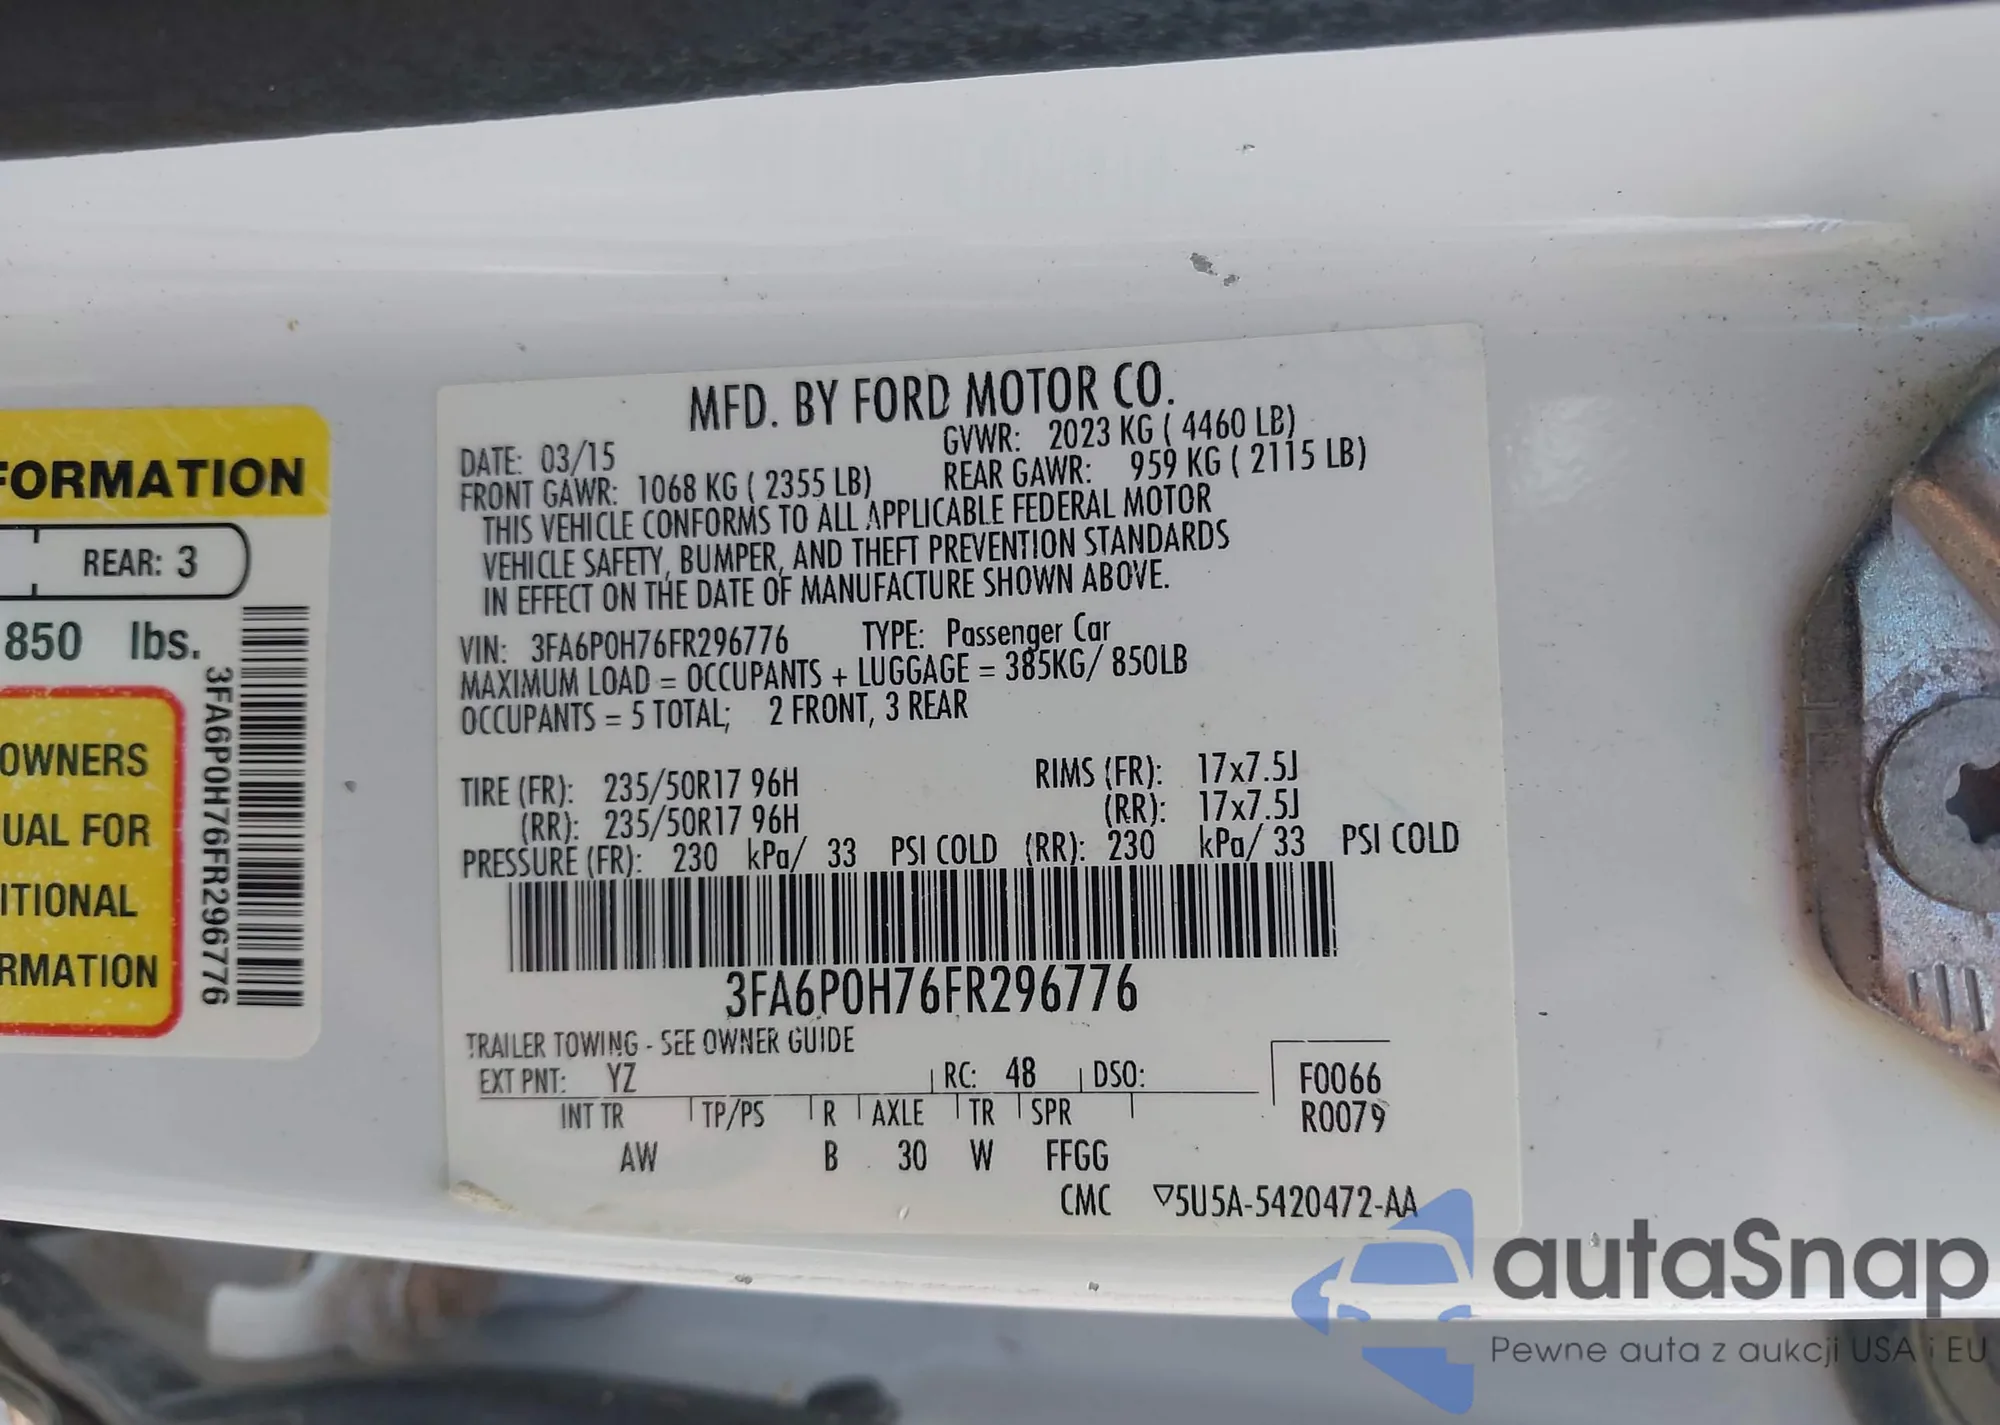 FORMATION
REAR: 3
850 lbs.
OWNERS
UAL FOR
ITIONAL
RMATION
3FA6P0H76FR296776
MFD. BY FORD MOTOR CO.
DATE: 03/15 GVWR: 2023 KG ( 4460 LB)
FRONT GAWR: 1068 KG ( 2355 LB) REAR GAWR: 959 KG ( 2115 LB)
THIS VEHICLE CONFORMS TO ALL APPLICABLE FEDERAL MOTOR
VEHICLE SAFETY, BUMPER, AND THEFT PREVENTION STANDARDS
IN EFFECT ON THE DATE OF MANUFACTURE SHOWN ABOVE.
VIN: 3FA6P0H76FR296776 TYPE: Passenger Car
MAXIMUM LOAD = OCCUPANTS + LUGGAGE = 385KG/ 850LB
OCCUPANTS = 5 TOTAL; 2 FRONT, 3 REAR
TIRE (FR): 235/50R17 96H RIMS (FR): 17x7.5J
(RR): 235/50R17 96H (RR): 17x7.5J
PRESSURE (FR): 230 kPa/ 33 PSI COLD (RR): 230 kPa/ 33 PSI COLD
3FA6P0H76FR296776
TRAILER TOWING - SEE OWNER GUIDE
EXT PNT: YZ RC: 48 DSO: F0066
INT TR TP/PS R AXLE TR SPR R0079
AW B 30 W FFGG
CMC ▽5U5A-5420472-AA
autaSnap
Pewne auta z aukcji USA i EU